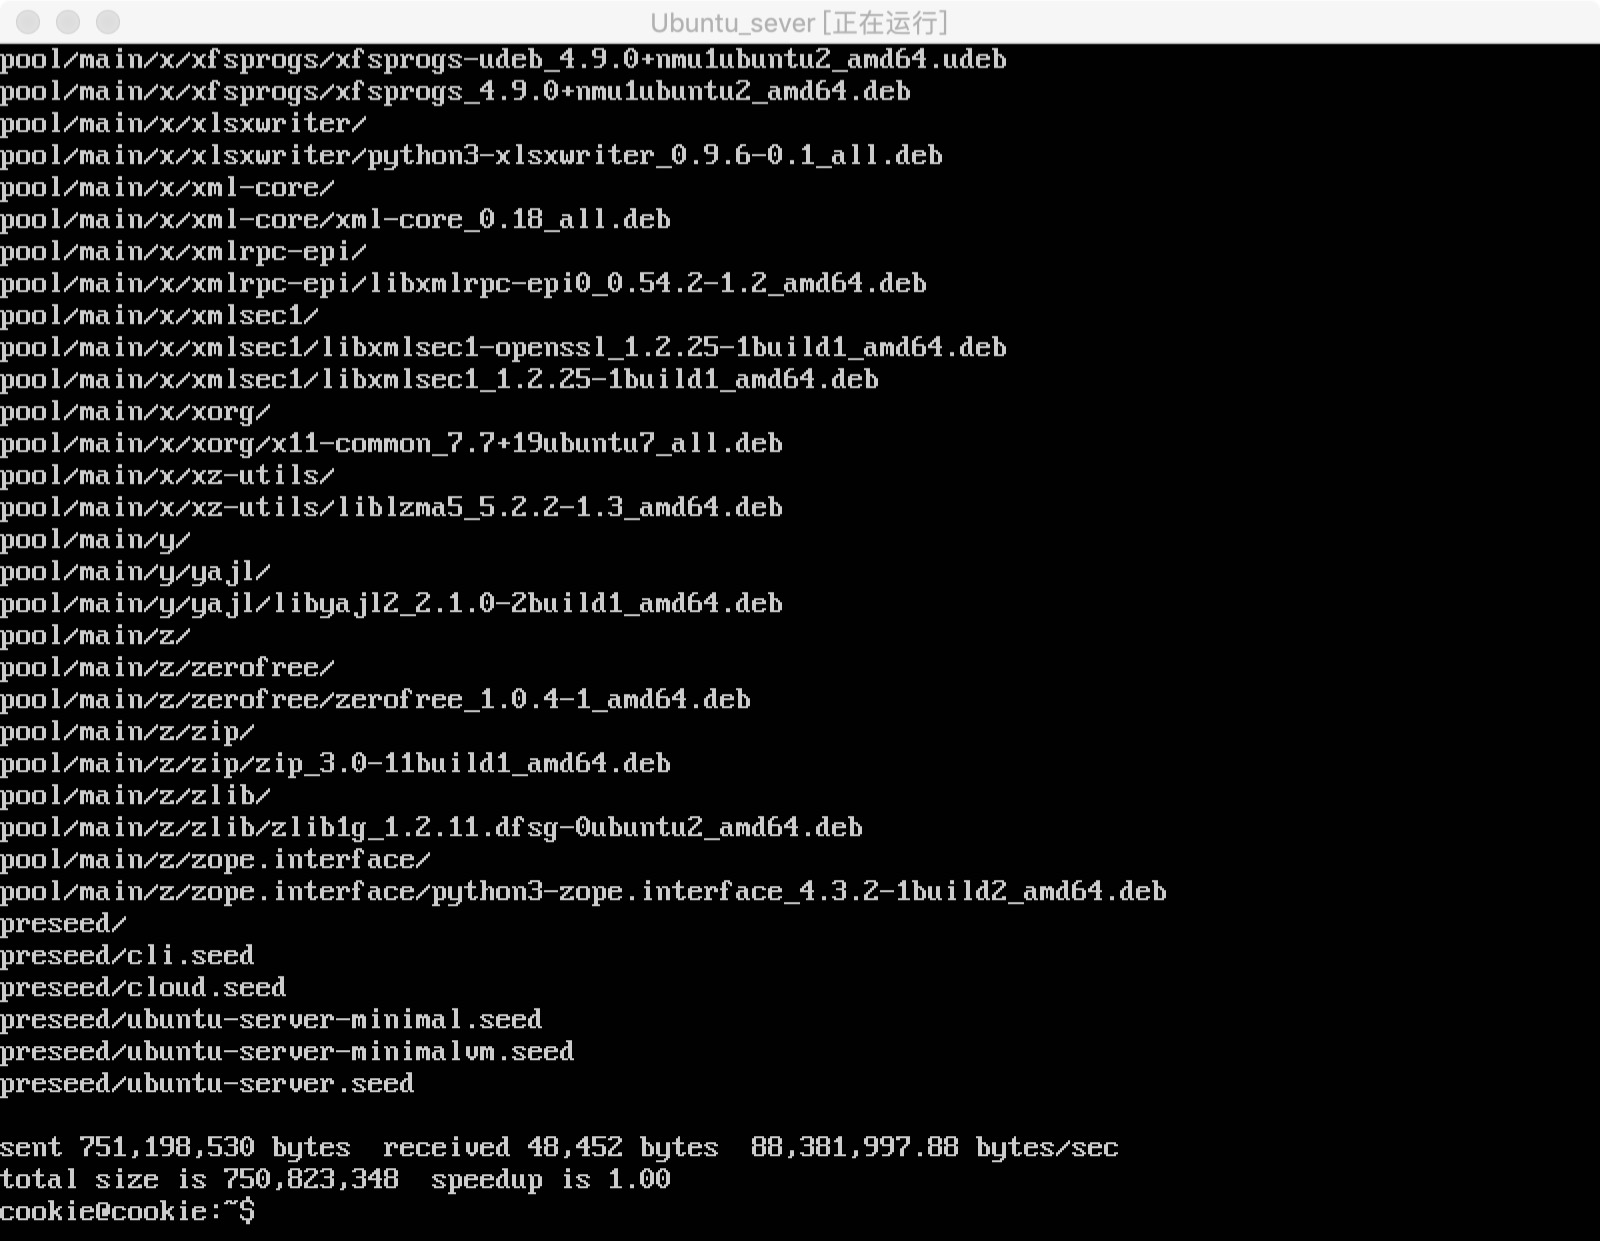 Ubuntu_sever [正在运行]
pool/main/x/xfsprogs/xfsprogs-udeb_4.9.0+nmu1ubuntu2_amd64.udeb
pool/main/x/xfsprogs/xfsprogs_4.9.0+nmu1ubuntu2_amd64.deb
pool/main/x/xlsxwriter/
pool/main/x/xlsxwriter/python3-xlsxwriter_0.9.6-0.1_all.deb
pool/main/x/xml-core/
pool/main/x/xml-core/xml-core_0.18_all.deb
pool/main/x/xmlrpc-epi/
pool/main/x/xmlrpc-epi/libxmlrpc-epi0_0.54.2-1.2_amd64.deb
pool/main/x/xmlsec1/
pool/main/x/xmlsec1/libxmlsec1-openssl_1.2.25-1build1_amd64.deb
pool/main/x/xmlsec1/libxmlsec1_1.2.25-1build1_amd64.deb
pool/main/x/xorg/
pool/main/x/xorg/x11-common_7.7+19ubuntu7_all.deb
pool/main/x/xz-utils/
pool/main/x/xz-utils/liblzma5_5.2.2-1.3_amd64.deb
pool/main/y/
pool/main/y/yajl/
pool/main/y/yajl/libyajl2_2.1.0-2build1_amd64.deb
pool/main/z/
pool/main/z/zerofree/
pool/main/z/zerofree/zerofree_1.0.4-1_amd64.deb
pool/main/z/zip/
pool/main/z/zip/zip_3.0-11build1_amd64.deb
pool/main/z/zlib/
pool/main/z/zlib/zlib1g_1.2.11.dfsg-0ubuntu2_amd64.deb
pool/main/z/zope.interface/
pool/main/z/zope.interface/python3-zope.interface_4.3.2-1build2_amd64.deb
preseed/
preseed/cli.seed
preseed/cloud.seed
preseed/ubuntu-server-minimal.seed
preseed/ubuntu-server-minimalvm.seed
preseed/ubuntu-server.seed
sent 751,198,530 bytes  received 48,452 bytes  88,381,997.88 bytes/sec
total size is 750,823,348  speedup is 1.00
cookie@cookie:~$